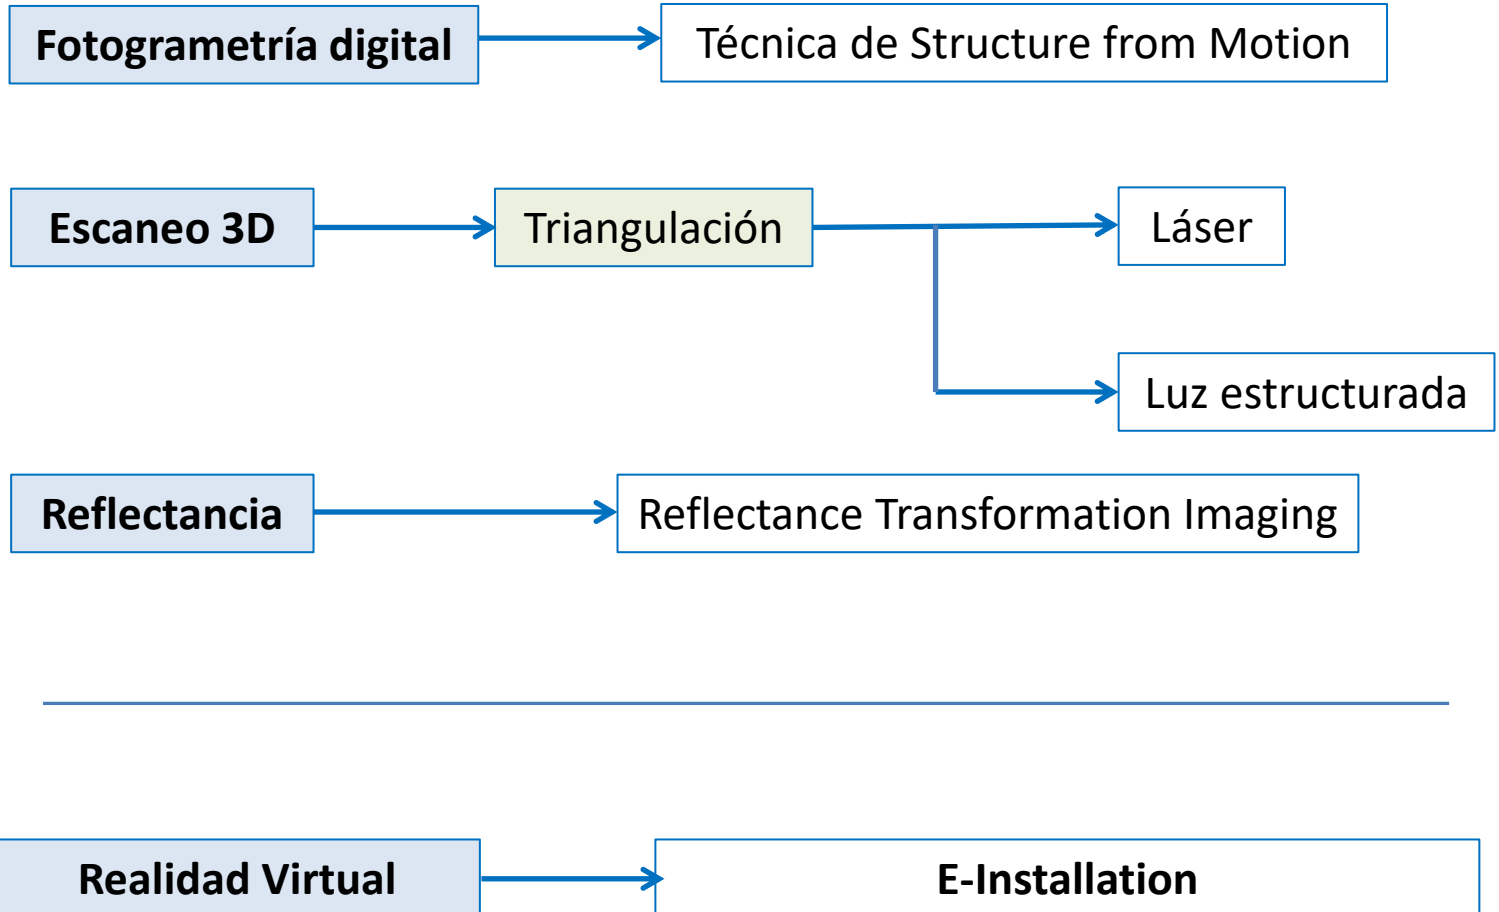 Fotogrametría digital
Técnica de Structure from Motion
Escaneo 3D
Triangulación
Láser
Luz estructurada
Reflectancia
Reflectance Transformation Imaging
Realidad Virtual
E-Installation